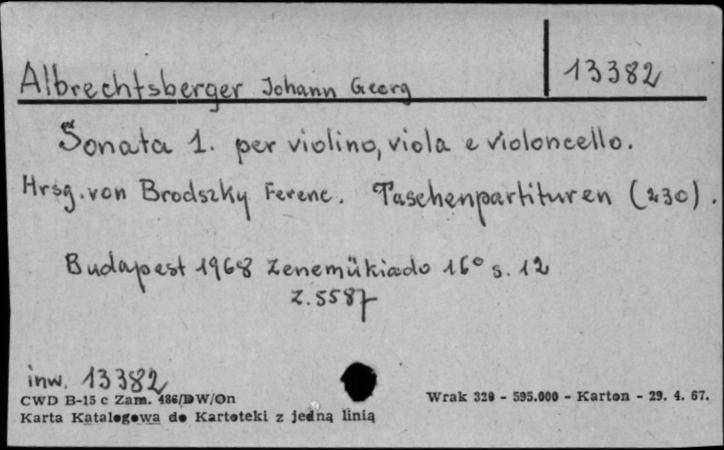 Albrechtsberger Johann Georg 13382
Sonata 1. per violino, viola e violoncello.
Hrsg. von Brodszky Ferenc. Taschenpartituren (230).
Budapest 1968 Zenemükiado 16° s. 12
Z. 5587
inw. 13382
CWD B-15 c Zam. 486/DW/On Wrak 320 - 595.000 - Karton - 29. 4. 67.
Karta Katalogowa do Kartoteki z jedną linią